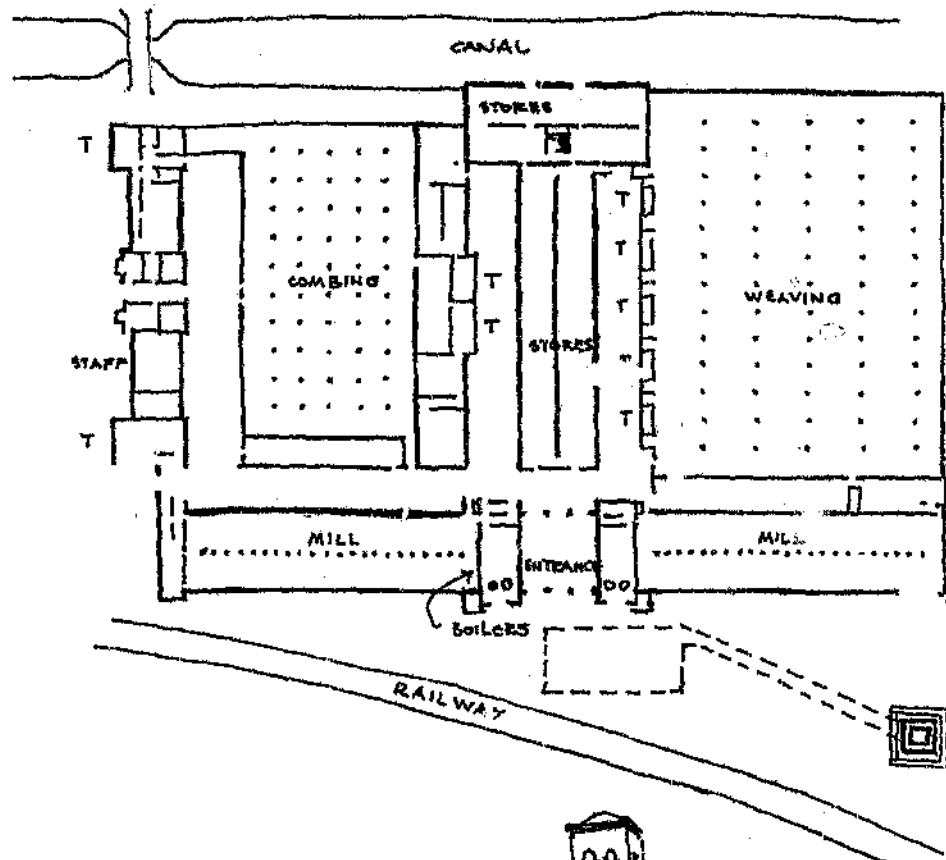 CANAL
STORES
T
T
T
COMBING
T
WEAVING
T
T
T
STORES
STAFF
T
T
MILL
MILL
ENTRANCE
BOILERS
RAILWAY